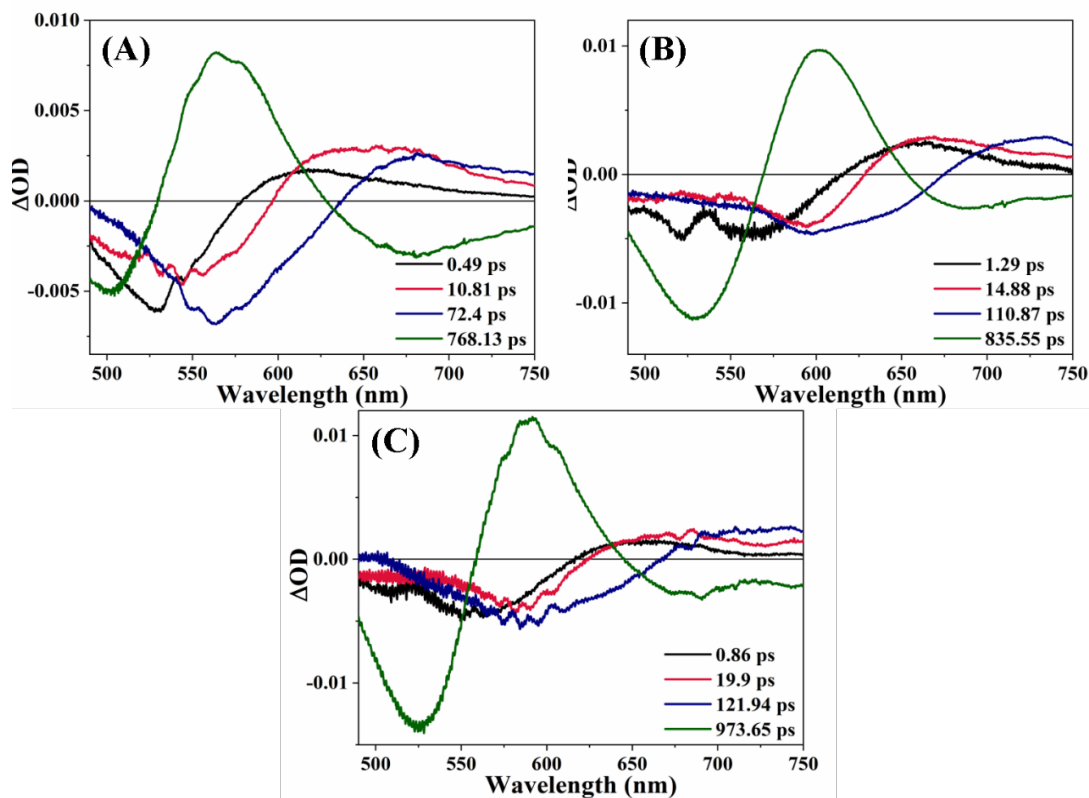 (A)
0.010
0.005
0.000
-0.005
ΔOD
500 550 600 650 700 750
Wavelength (nm)
0.49 ps
10.81 ps
72.4 ps
768.13 ps
(B)
0.01
0.00
-0.01
ΔOD
500 550 600 650 700 750
Wavelength (nm)
1.29 ps
14.88 ps
110.87 ps
835.55 ps
(C)
0.01
0.00
-0.01
ΔOD
500 550 600 650 700 750
Wavelength (nm)
0.86 ps
19.9 ps
121.94 ps
973.65 ps